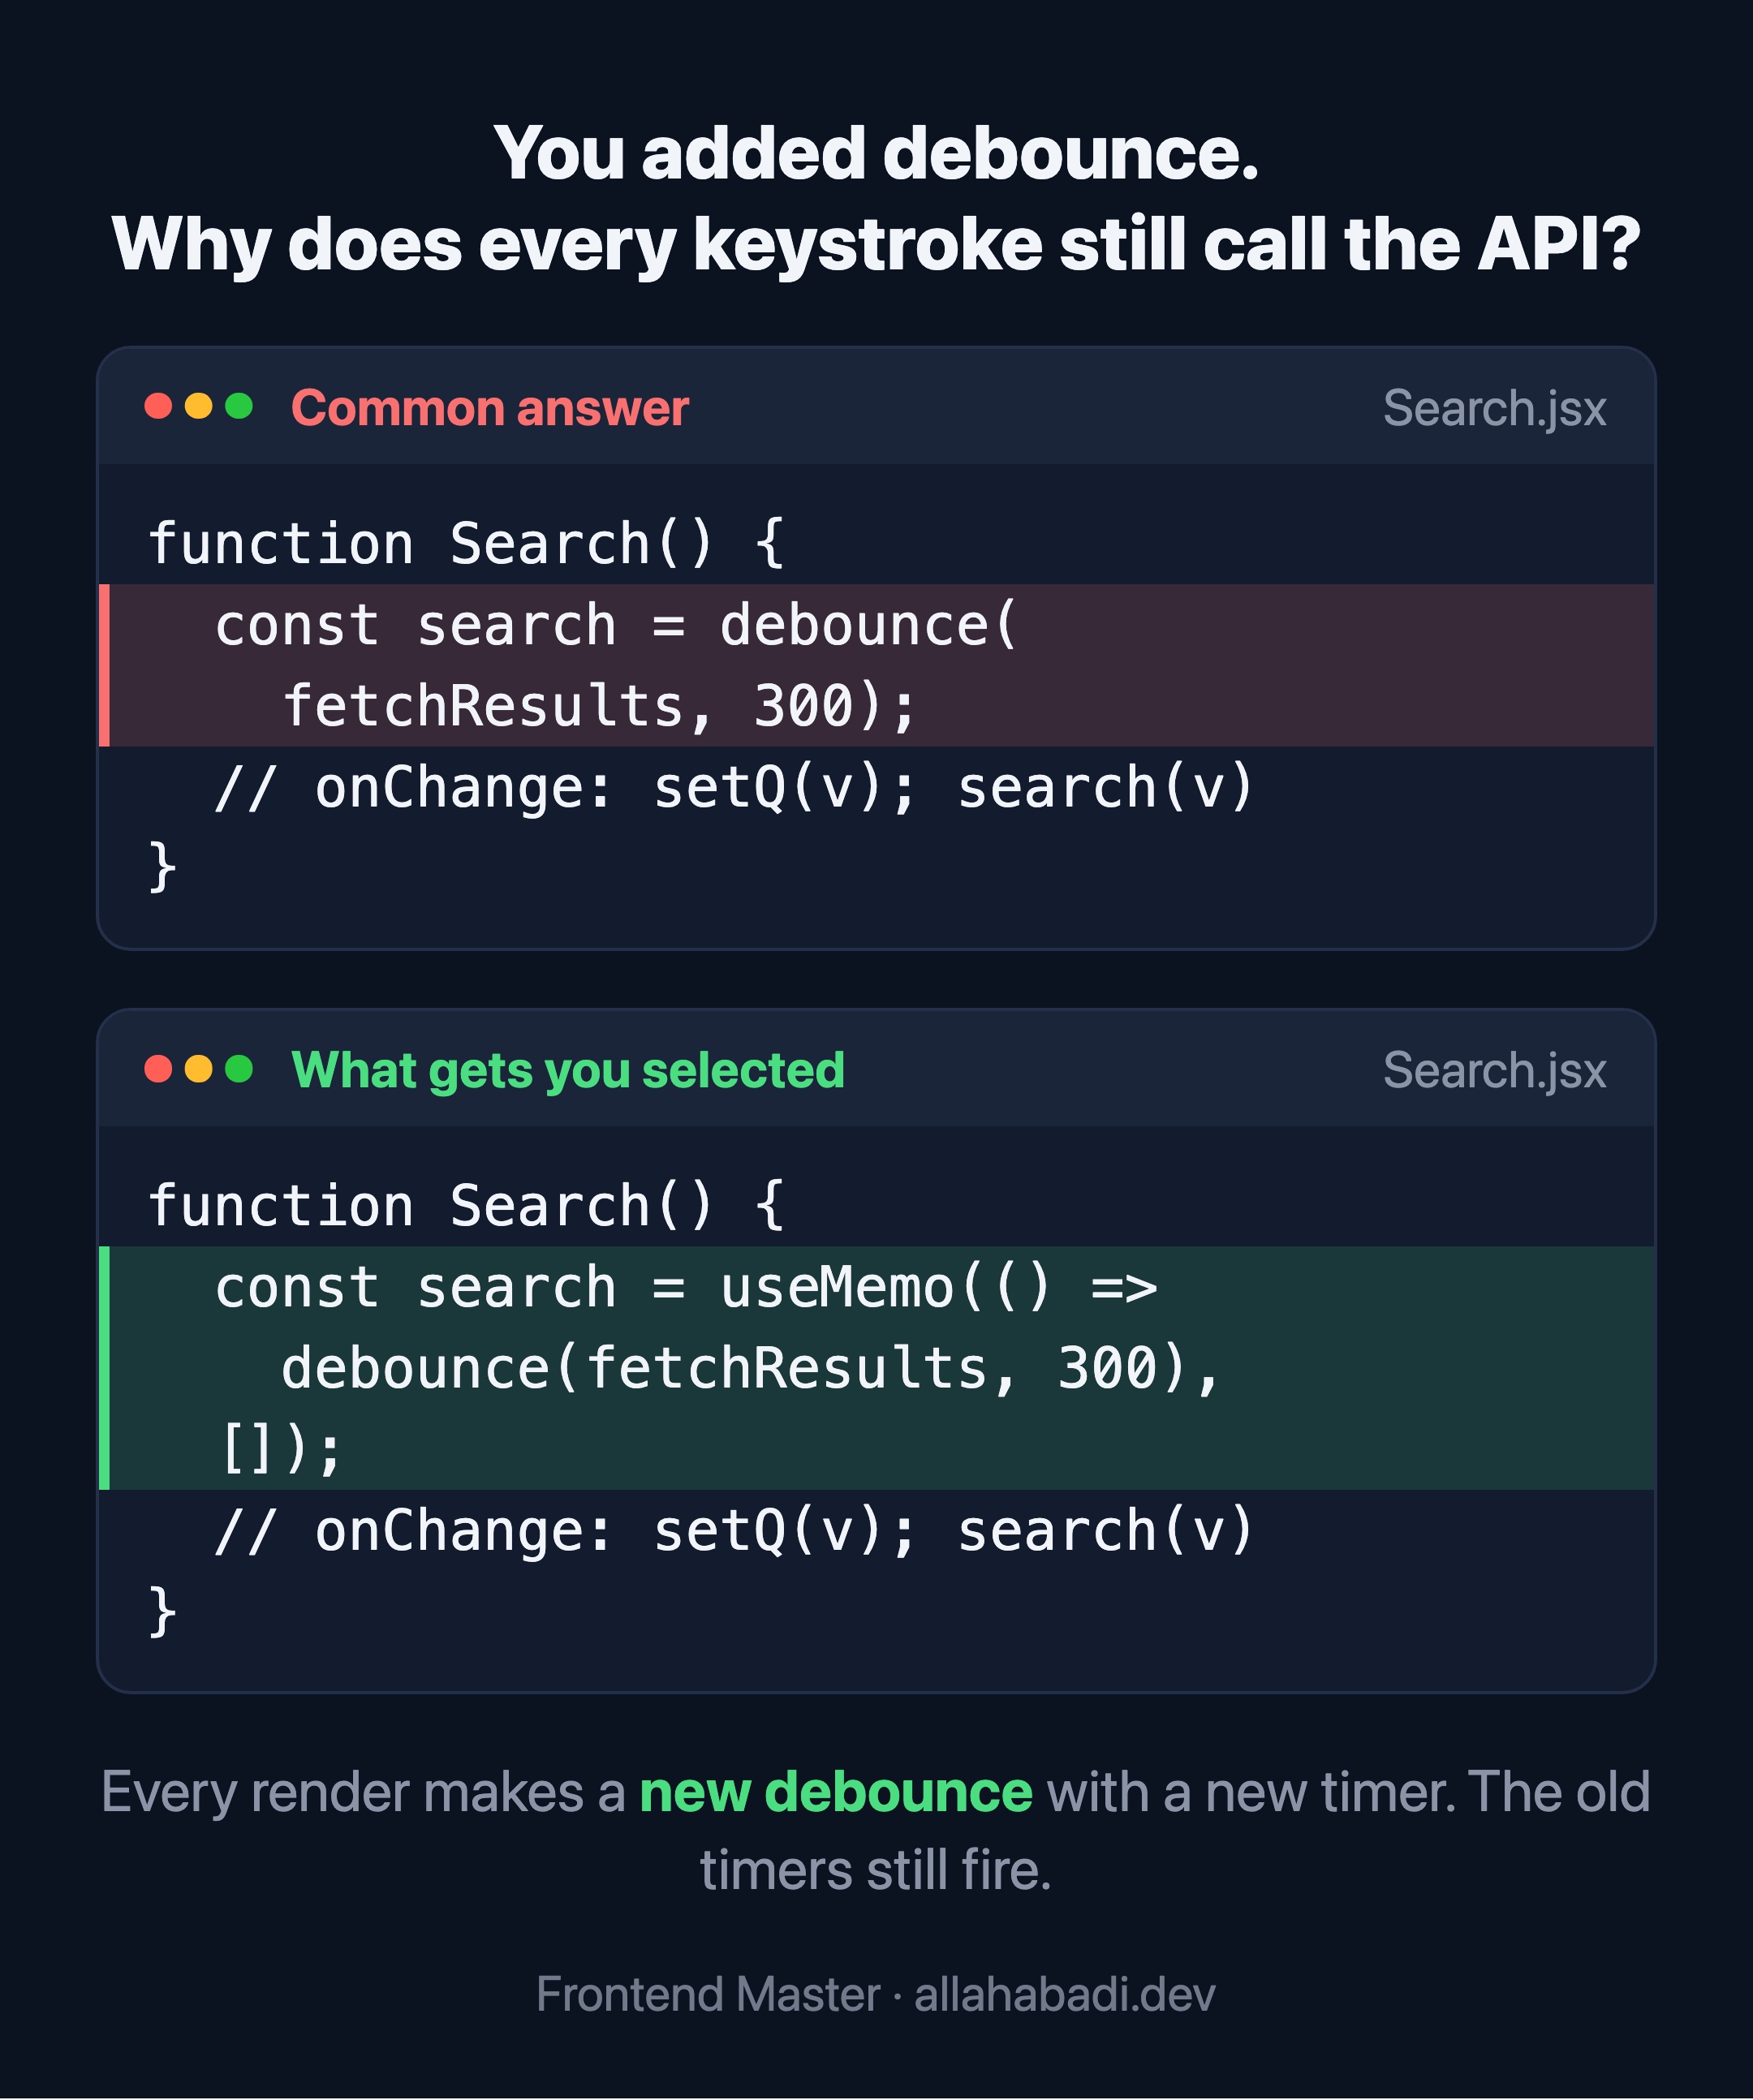 You added debounce.
Why does every keystroke still call the API?
Common answer
Search.jsx
function Search() {
  const search = debounce(
    fetchResults, 300);
  // onChange: setQ(v); search(v)
}
What gets you selected
Search.jsx
function Search() {
  const search = useMemo(() =>
    debounce(fetchResults, 300),
  []);
  // onChange: setQ(v); search(v)
}
Every render makes a new debounce with a new timer. The old
timers still fire.
Frontend Master · allahabadi.dev